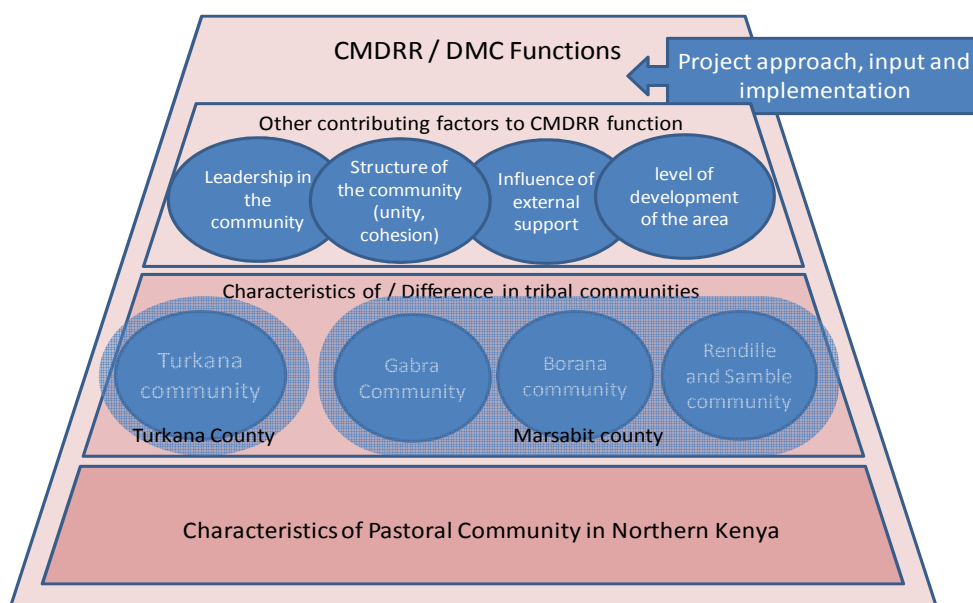 CMDRR / DMC Functions
Project approach, input and
implementation
Other contributing factors to CMDRR function
Leadership in
the
community
Structure of
the community
(unity,
cohesion)
Influence of
external
support
level of
development
of the area
Characteristics of / Difference in tribal communities
Turkana
community
Gabra
Community
Borana
community
Rendille
and Samble
community
Turkana County
Marsabit county
Characteristics of Pastoral Community in Northern Kenya